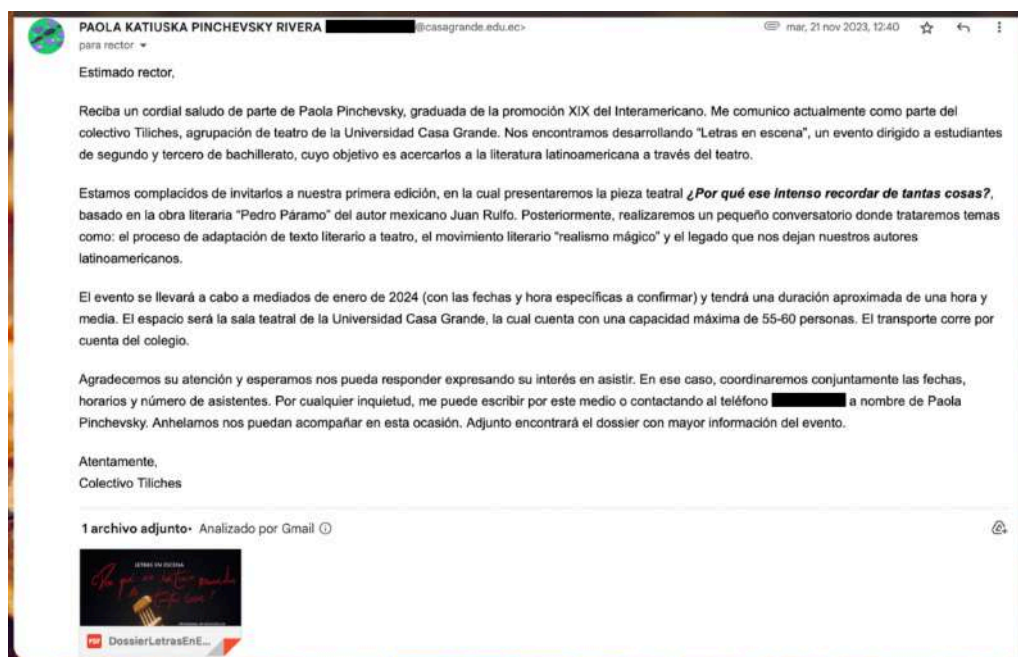 PAOLA KATIUSKA PINCHEVSKY RIVERA @casagrande.edu.ec> mar, 21 nov 2023, 12:40
para rector
Estimado rector,
Reciba un cordial saludo de parte de Paola Pinchevsky, graduada de la promoción XIX del Interamericano. Me comunico actualmente como parte del
colectivo Tiliches, agrupación de teatro de la Universidad Casa Grande. Nos encontramos desarrollando "Letras en escena", un evento dirigido a estudiantes
de segundo y tercero de bachillerato, cuyo objetivo es acercarlos a la literatura latinoamericana a través del teatro.
Estamos complacidos de invitarlos a nuestra primera edición, en la cual presentaremos la pieza teatral ¿Por qué ese intenso recordar de tantas cosas?,
basado en la obra literaria "Pedro Páramo" del autor mexicano Juan Rulfo. Posteriormente, realizaremos un pequeño conversatorio donde trataremos temas
como: el proceso de adaptación de texto literario a teatro, el movimiento literario "realismo mágico" y el legado que nos dejan nuestros autores
latinoamericanos.
El evento se llevará a cabo a mediados de enero de 2024 (con las fechas y hora específicas a confirmar) y tendrá una duración aproximada de una hora y
media. El espacio será la sala teatral de la Universidad Casa Grande, la cual cuenta con una capacidad máxima de 55-60 personas. El transporte corre por
cuenta del colegio.
Agradecemos su atención y esperamos nos pueda responder expresando su interés en asistir. En ese caso, coordinaremos conjuntamente las fechas,
horarios y número de asistentes. Por cualquier inquietud, me puede escribir por este medio o contactando al teléfono a nombre de Paola
Pinchevsky. Anhelamos nos puedan acompañar en esta ocasión. Adjunto encontrará el dossier con mayor información del evento.
Atentamente,
Colectivo Tiliches
1 archivo adjunto• Analizado por Gmail
LETRAS EN ESCENA
PDF DossierLetrasEnE...